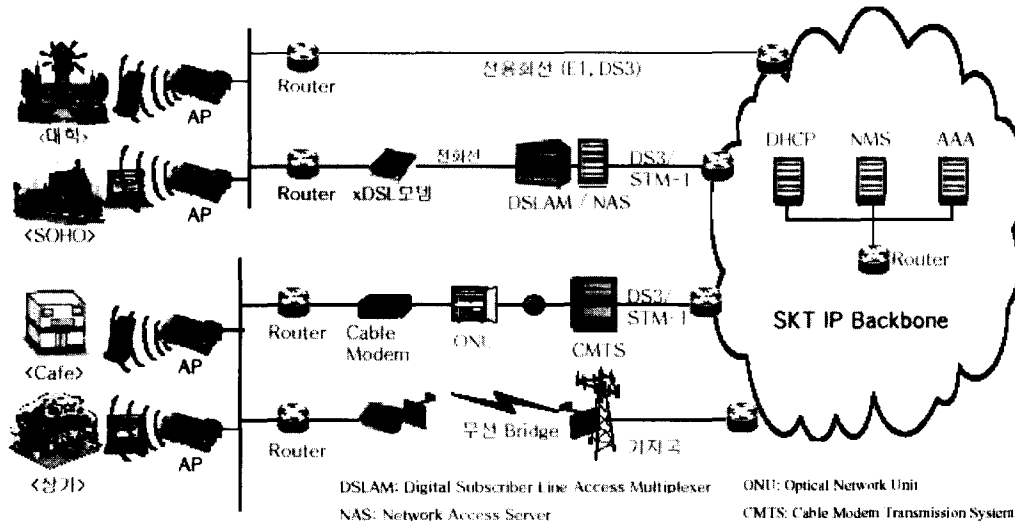 Router
전용회선 (E1, DS3)
AP
<대학>
DHCP
NMS
AAA
Router
xDSL모뎀
전화선
DSLAM / NAS
DS3/
STM-1
AP
<SOHO>
Router
SKT IP Backbone
Router
Cable
Modem
ONU
CMTS
DS3/
STM-1
AP
<Cafe>
Router
무선 Bridge
기지국
AP
<상가>
DSLAM: Digital Subscriber Line Access Multiplexer
ONU: Optical Network Unit
NAS: Network Access Server
CMTS: Cable Modem Transmission System